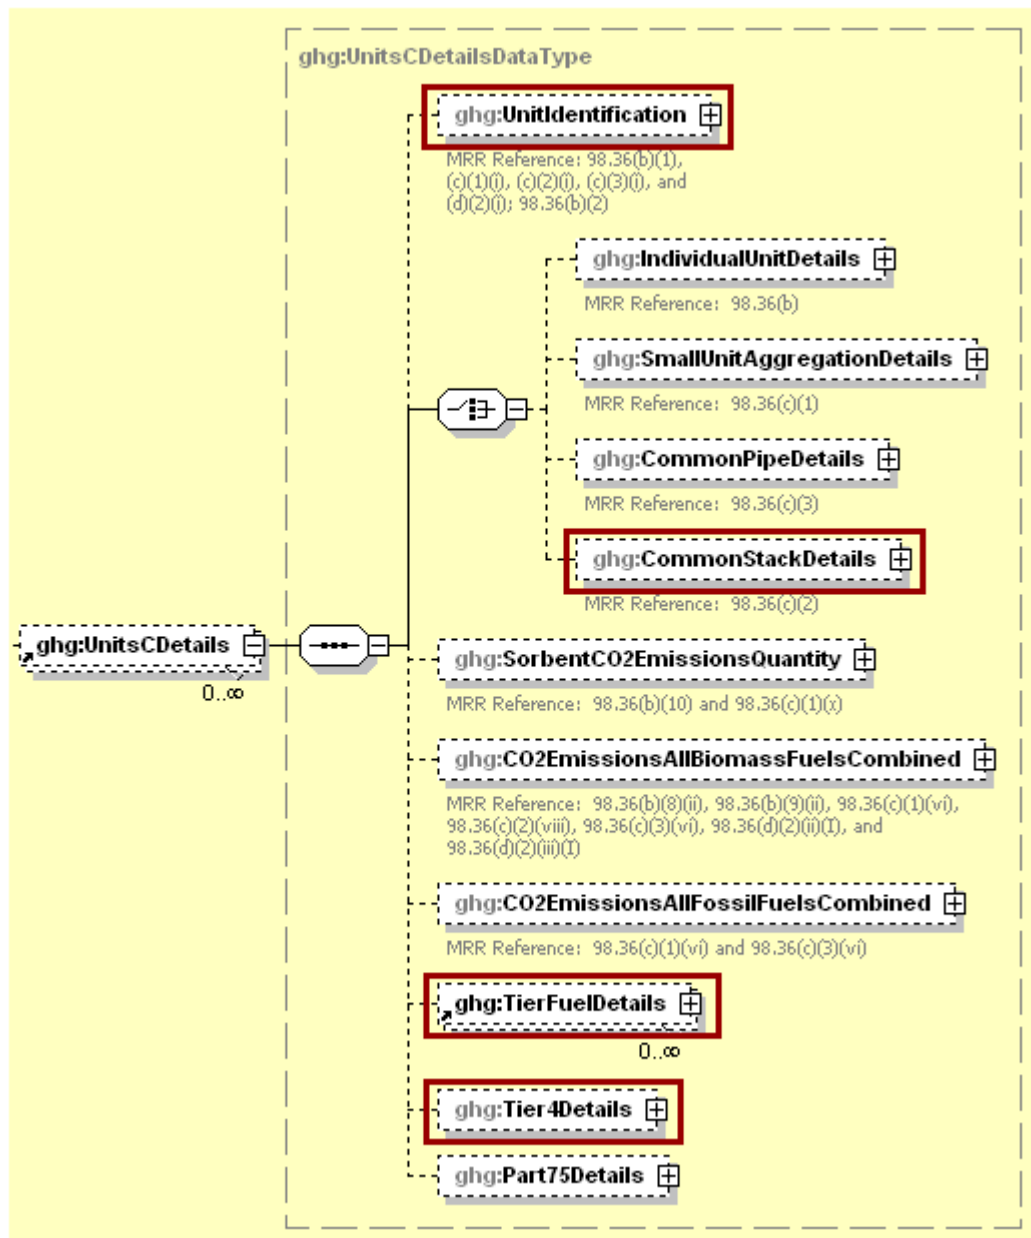 ghg:UnitsCDetailsDataType
ghg:UnitIdentification
MRR Reference: 98.36(b)(1),
(c)(1)(i), (c)(2)(i), (c)(3)(i), and
(d)(2)(i); 98.36(b)(2)
ghg:IndividualUnitDetails
MRR Reference: 98.36(b)
ghg:SmallUnitAggregationDetails
MRR Reference: 98.36(c)(1)
ghg:CommonPipeDetails
MRR Reference: 98.36(c)(3)
ghg:CommonStackDetails
MRR Reference: 98.36(c)(2)
ghg:UnitsCDetails
0..∞
ghg:SorbentCO2EmissionsQuantity
MRR Reference: 98.36(b)(10) and 98.36(c)(1)(x)
ghg:CO2EmissionsAllBiomassFuelsCombined
MRR Reference: 98.36(b)(8)(ii), 98.36(b)(9)(ii), 98.36(c)(1)(vi),
98.36(c)(2)(viii), 98.36(c)(3)(vi), 98.36(d)(2)(ii)(I), and
98.36(d)(2)(iii)(I)
ghg:CO2EmissionsAllFossilFuelsCombined
MRR Reference: 98.36(c)(1)(vi) and 98.36(c)(3)(vi)
ghg:TierFuelDetails
0..∞
ghg:Tier4Details
ghg:Part75Details